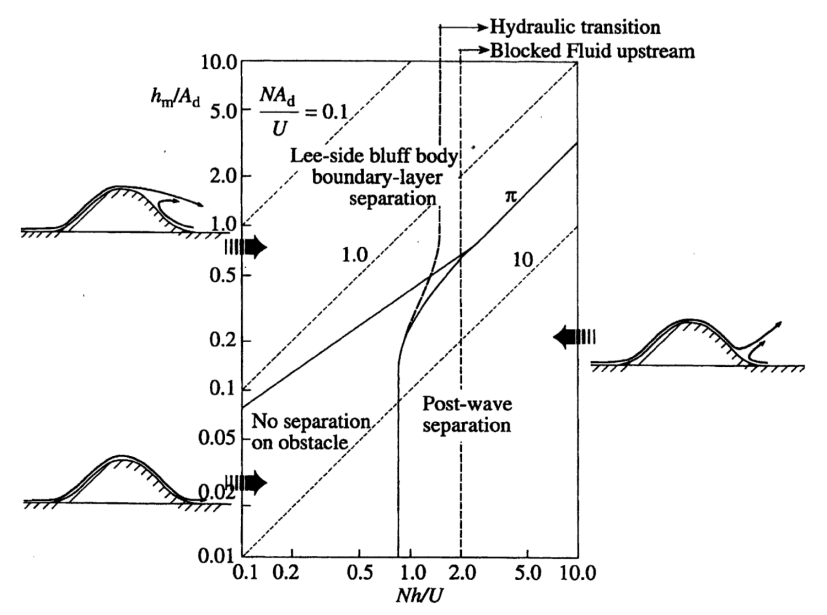 Hydraulic transition
Blocked Fluid upstream
hm/Ad
10.0
5.0
2.0
1.0
0.5
0.2
0.1
0.05
0.02
0.01
NAd
U
= 0.1
Lee-side bluff body
boundary-layer
separation
π
1.0
10
No separation
on obstacle
Post-wave
separation
0.1 0.2 0.5 1.0 2.0 5.0 10.0
Nh/U